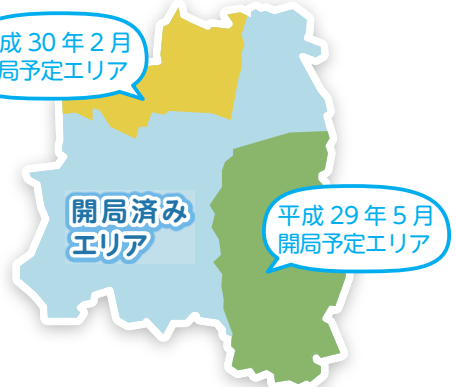 成 30 年 2 月
局予定エリア
開局済み
エリア
平成 29 年 5 月
開局予定エリア